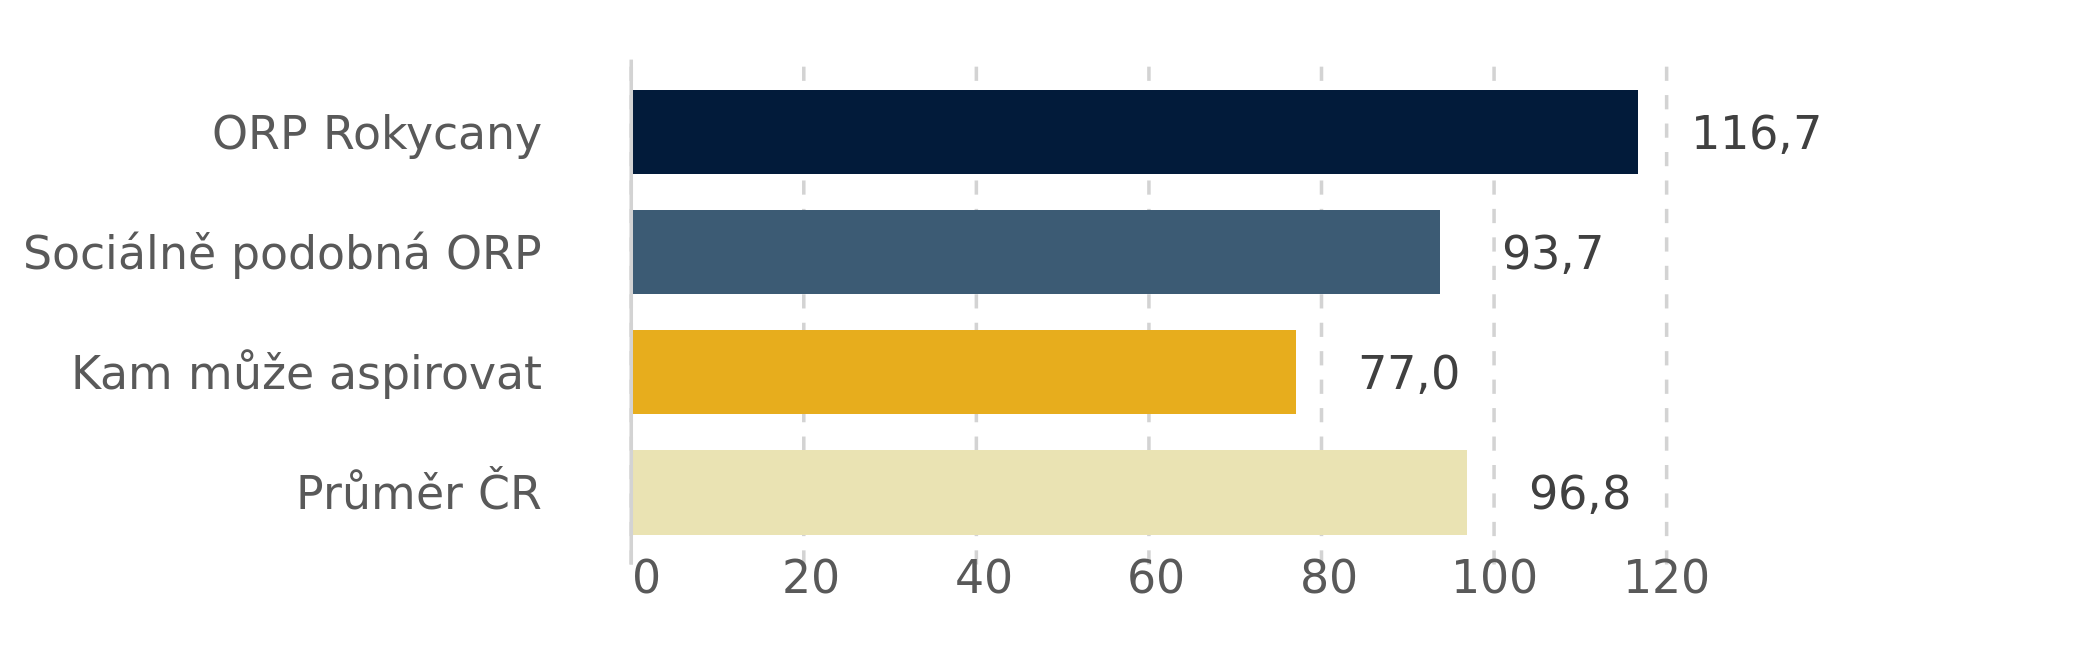 ORP Rokycany 116,7
Sociálně podobná ORP 93,7
Kam může aspirovat 77,0
Průměr ČR 96,8
0 20 40 60 80 100 120